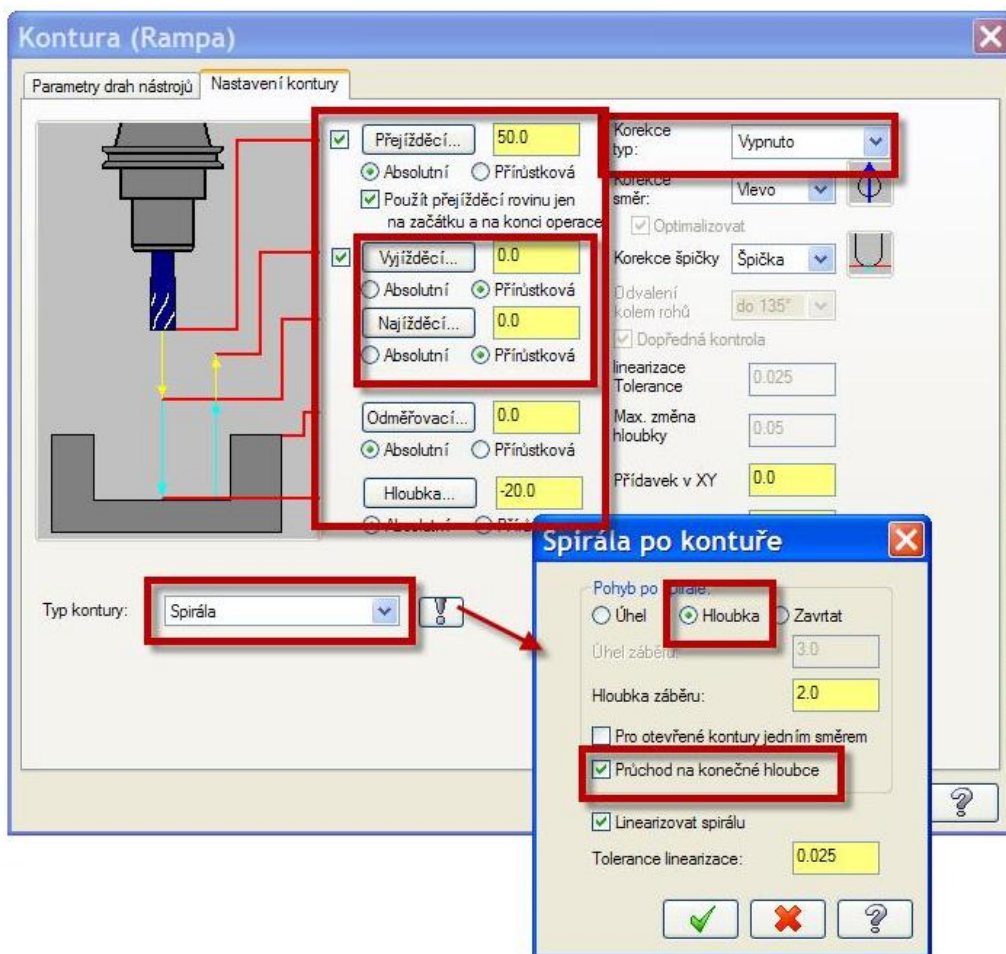 Kontura (Rampa)
Parametry drah nástrojů
Nastavení kontury
Přejížděcí...
50.0
Absolutní
Přírůstková
Použít přejížděcí rovinu jen
na začátku a na konci operace
Vyjížděcí...
0.0
Absolutní
Přírůstková
Najížděcí...
0.0
Absolutní
Přírůstková
Odměřovací...
0.0
Absolutní
Přírůstková
Hloubka...
-20.0
Absolutní
Korekce
typ:
Vypnuto
Korekce
směr:
Vlevo
Optimalizovat
Korekce špičky
Špička
Odvalení
kolem rohů
do 135°
Dopředná kontrola
linearizace
Tolerance
0.025
Max. změna
hloubky
0.05
Přídavek v XY
0.0
Typ kontury:
Spirála
Spirála po kontuře
Pohyb po spirále:
Úhel
Hloubka
Zavrtat
Úhel záběru:
3.0
Hloubka záběru:
2.0
Pro otevřené kontury jedním směrem
Průchod na konečné hloubce
Linearizovat spirálu
Tolerance linearizace:
0.025